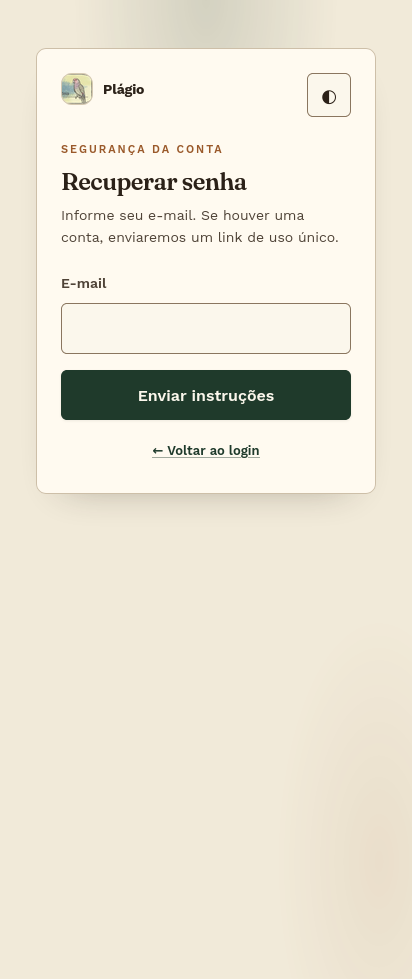 Plágio
SEGURANÇA DA CONTA
Recuperar senha
Informe seu e-mail. Se houver uma
conta, enviaremos um link de uso único.
E-mail
Enviar instruções
← Voltar ao login